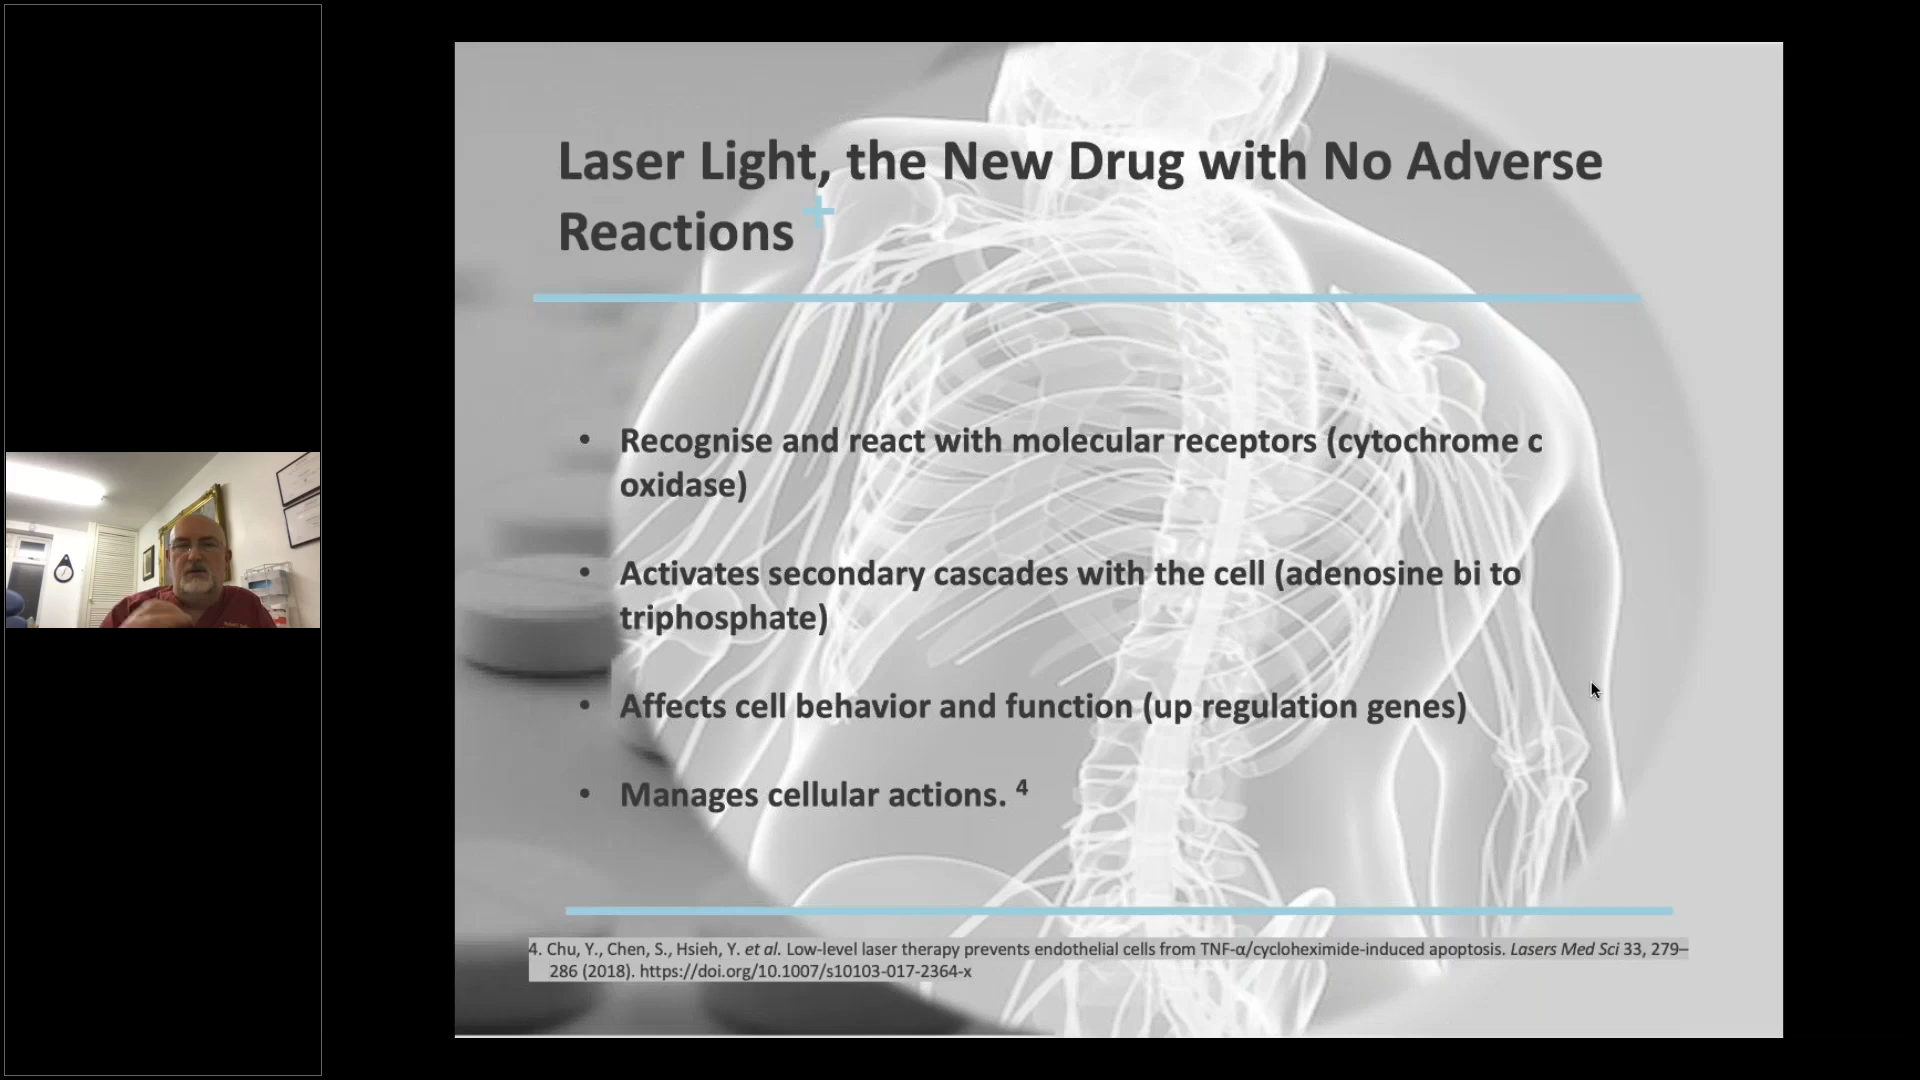 Laser Light, the New Drug with No Adverse
Reactions
• Recognise and react with molecular receptors (cytochrome c
oxidase)
• Activates secondary cascades with the cell (adenosine bi to
triphosphate)
• Affects cell behavior and function (up regulation genes)
• Manages cellular actions. ⁴
4. Chu, Y., Chen, S., Hsieh, Y. et al. Low-level laser therapy prevents endothelial cells from TNF-α/cycloheximide-induced apoptosis. Lasers Med Sci 33, 279–
286 (2018). https://doi.org/10.1007/s10103-017-2364-x